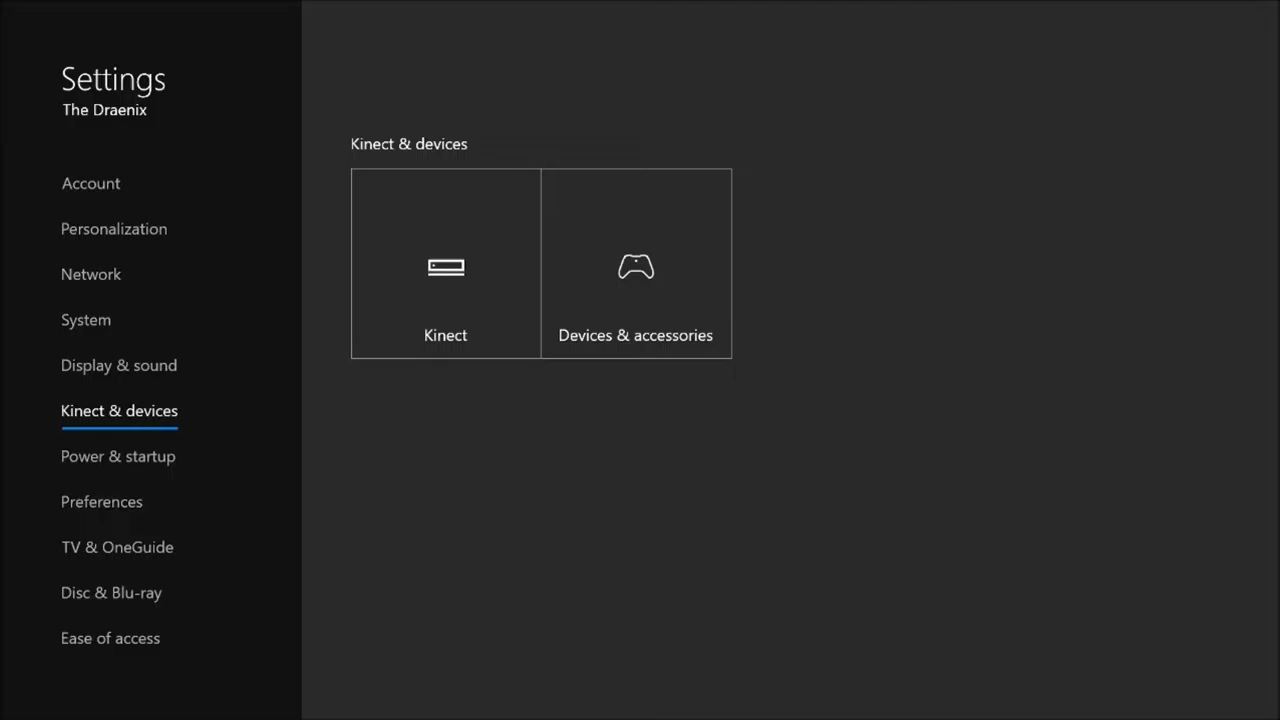 Settings
The Draenix
Account
Personalization
Network
System
Display & sound
Kinect & devices
Power & startup
Preferences
TV & OneGuide
Disc & Blu-ray
Ease of access
Kinect & devices
Kinect
Devices & accessories